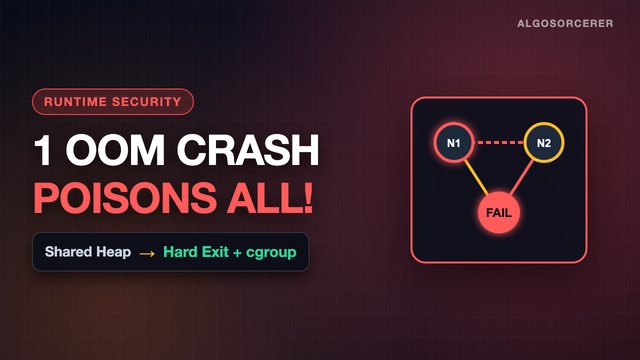 ALGOSORCERER
RUNTIME SECURITY
1 OOM CRASH
POISONS ALL!
Shared Heap → Hard Exit + cgroup
N1
N2
FAIL